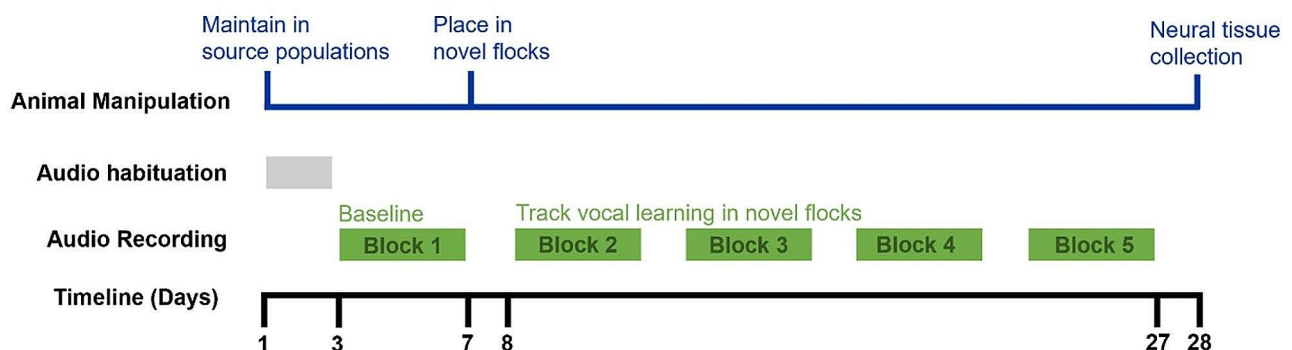 Maintain in
source populations
Place in
novel flocks
Neural tissue
collection
Animal Manipulation
Audio habituation
Baseline
Track vocal learning in novel flocks
Audio Recording
Block 1
Block 2
Block 3
Block 4
Block 5
Timeline (Days)
1
3
7
8
27
28